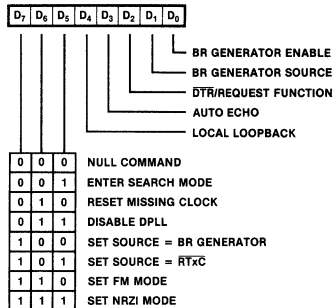 D7 D6 D5 D4 D3 D2 D1 D0
BR GENERATOR ENABLE
BR GENERATOR SOURCE
DTR/REQUEST FUNCTION
AUTO ECHO
LOCAL LOOPBACK
0 0 0 NULL COMMAND
0 0 1 ENTER SEARCH MODE
0 1 0 RESET MISSING CLOCK
0 1 1 DISABLE DPLL
1 0 0 SET SOURCE = BR GENERATOR
1 0 1 SET SOURCE = RTxC
1 1 0 SET FM MODE
1 1 1 SET NRZI MODE